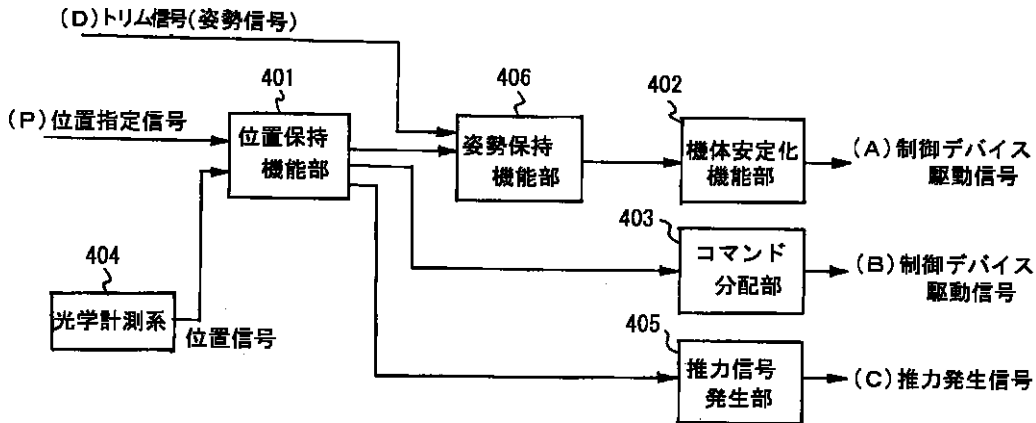 (D)トリム信号(姿勢信号)
401
406
402
(P)位置指定信号
位置保持
機能部
姿勢保持
機能部
機体安定化
機能部
(A)制御デバイス
駆動信号
403
コマンド
分配部
(B)制御デバイス
駆動信号
404
光学計測系
位置信号
405
推力信号
発生部
(C)推力発生信号